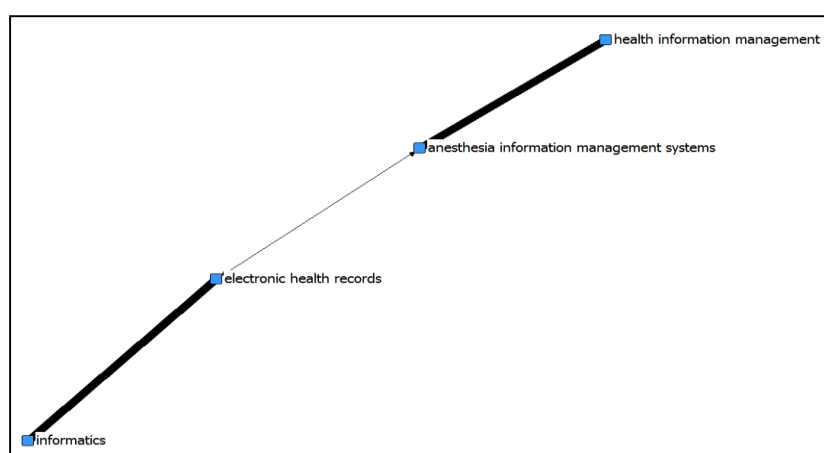 health information management
anesthesia information management systems
electronic health records
informatics